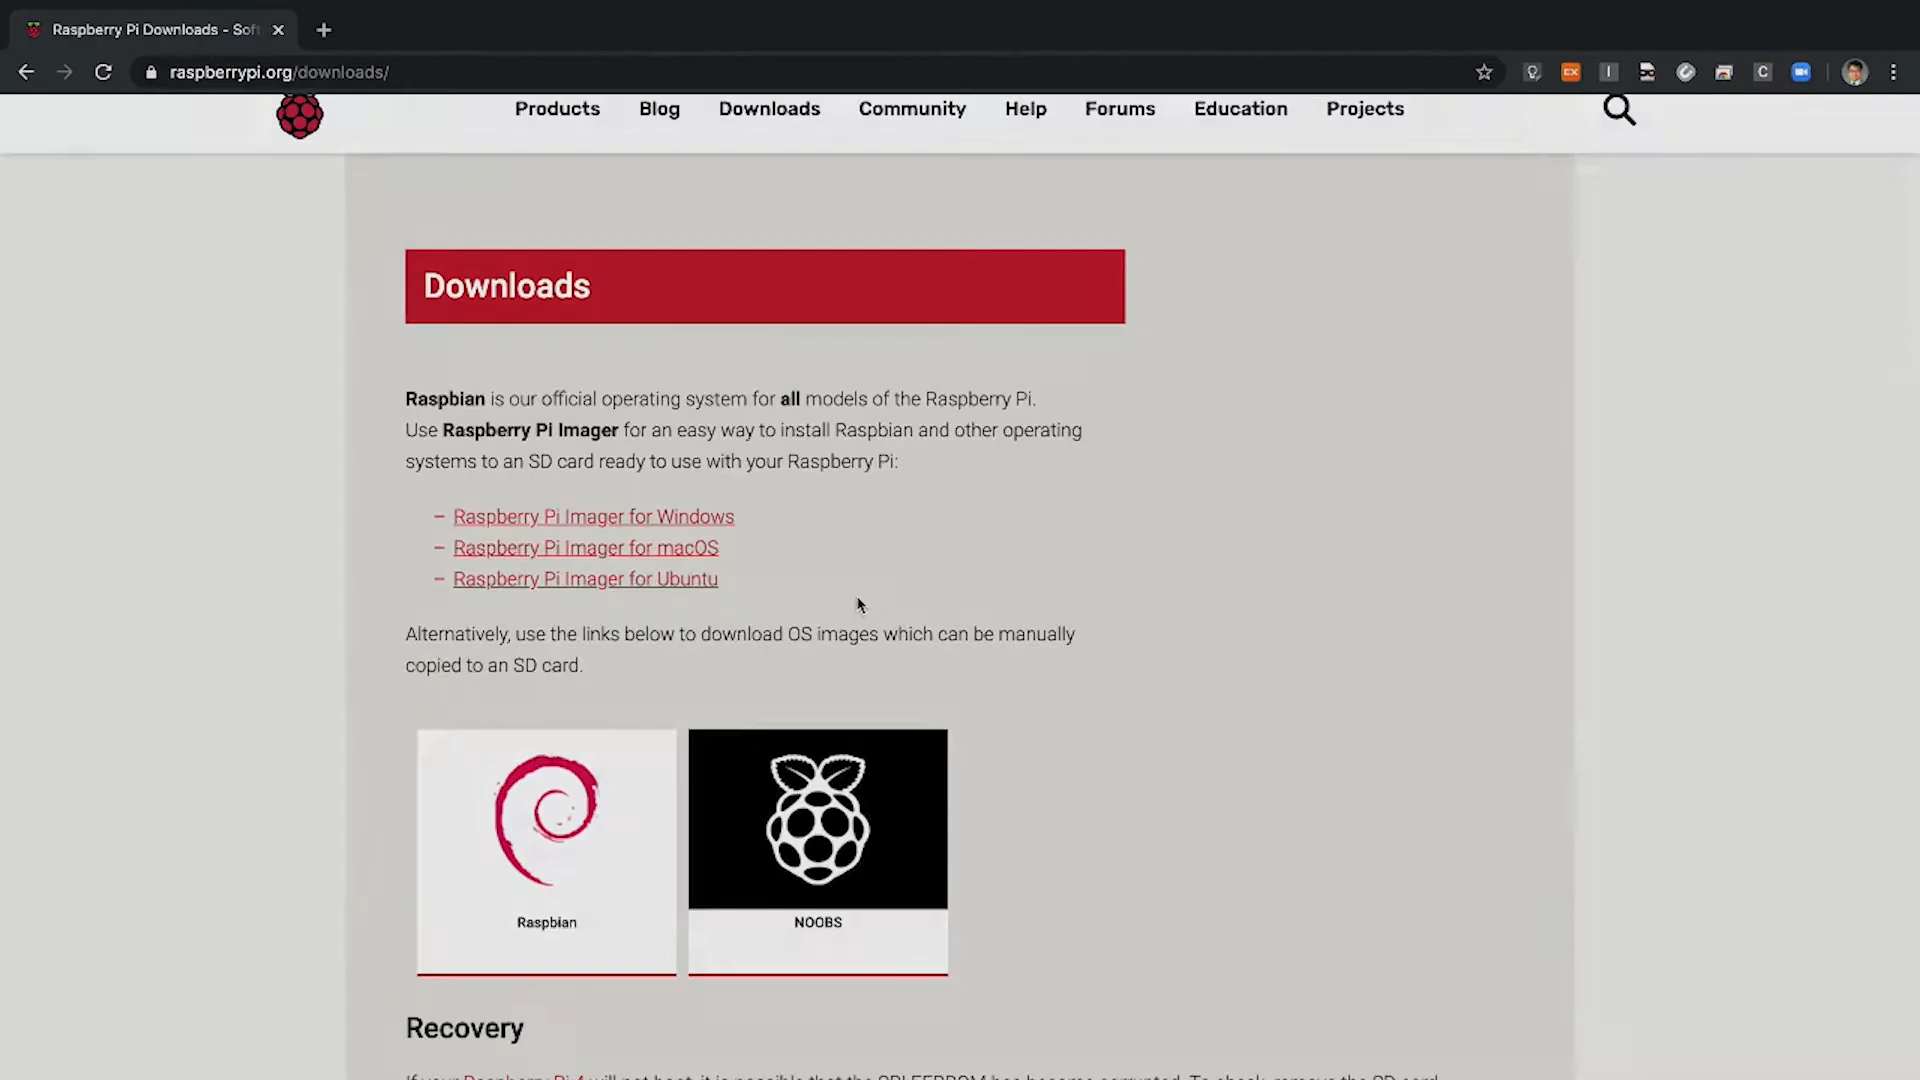 Raspberry Pi Downloads - Sof
raspberrypi.org/downloads/
Products Blog Downloads Community Help Forums Education Projects
Downloads
Raspbian is our official operating system for all models of the Raspberry Pi.
Use Raspberry Pi Imager for an easy way to install Raspbian and other operating
systems to an SD card ready to use with your Raspberry Pi:
– Raspberry Pi Imager for Windows
– Raspberry Pi Imager for macOS
– Raspberry Pi Imager for Ubuntu
Alternatively, use the links below to download OS images which can be manually
copied to an SD card.
Raspbian NOOBS
Recovery